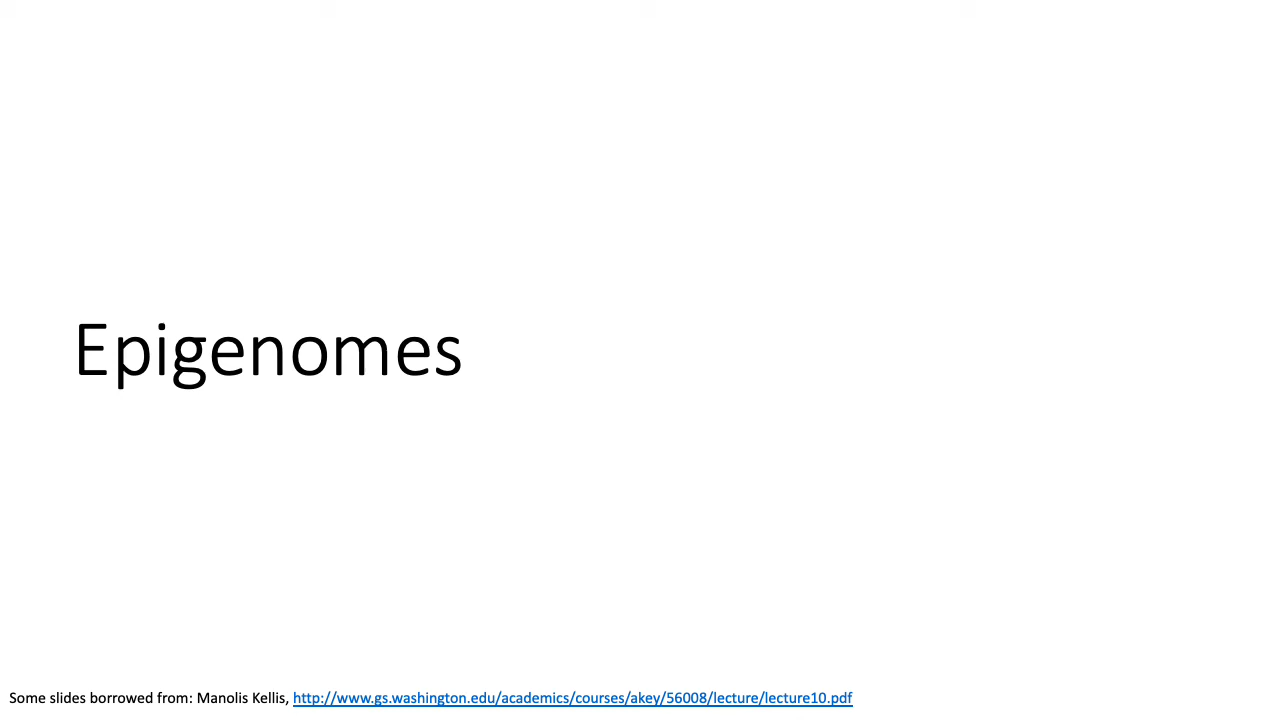 Epigenomes
Some slides borrowed from: Manolis Kellis, http://www.gs.washington.edu/academics/courses/akey/56008/lecture/lecture10.pdf